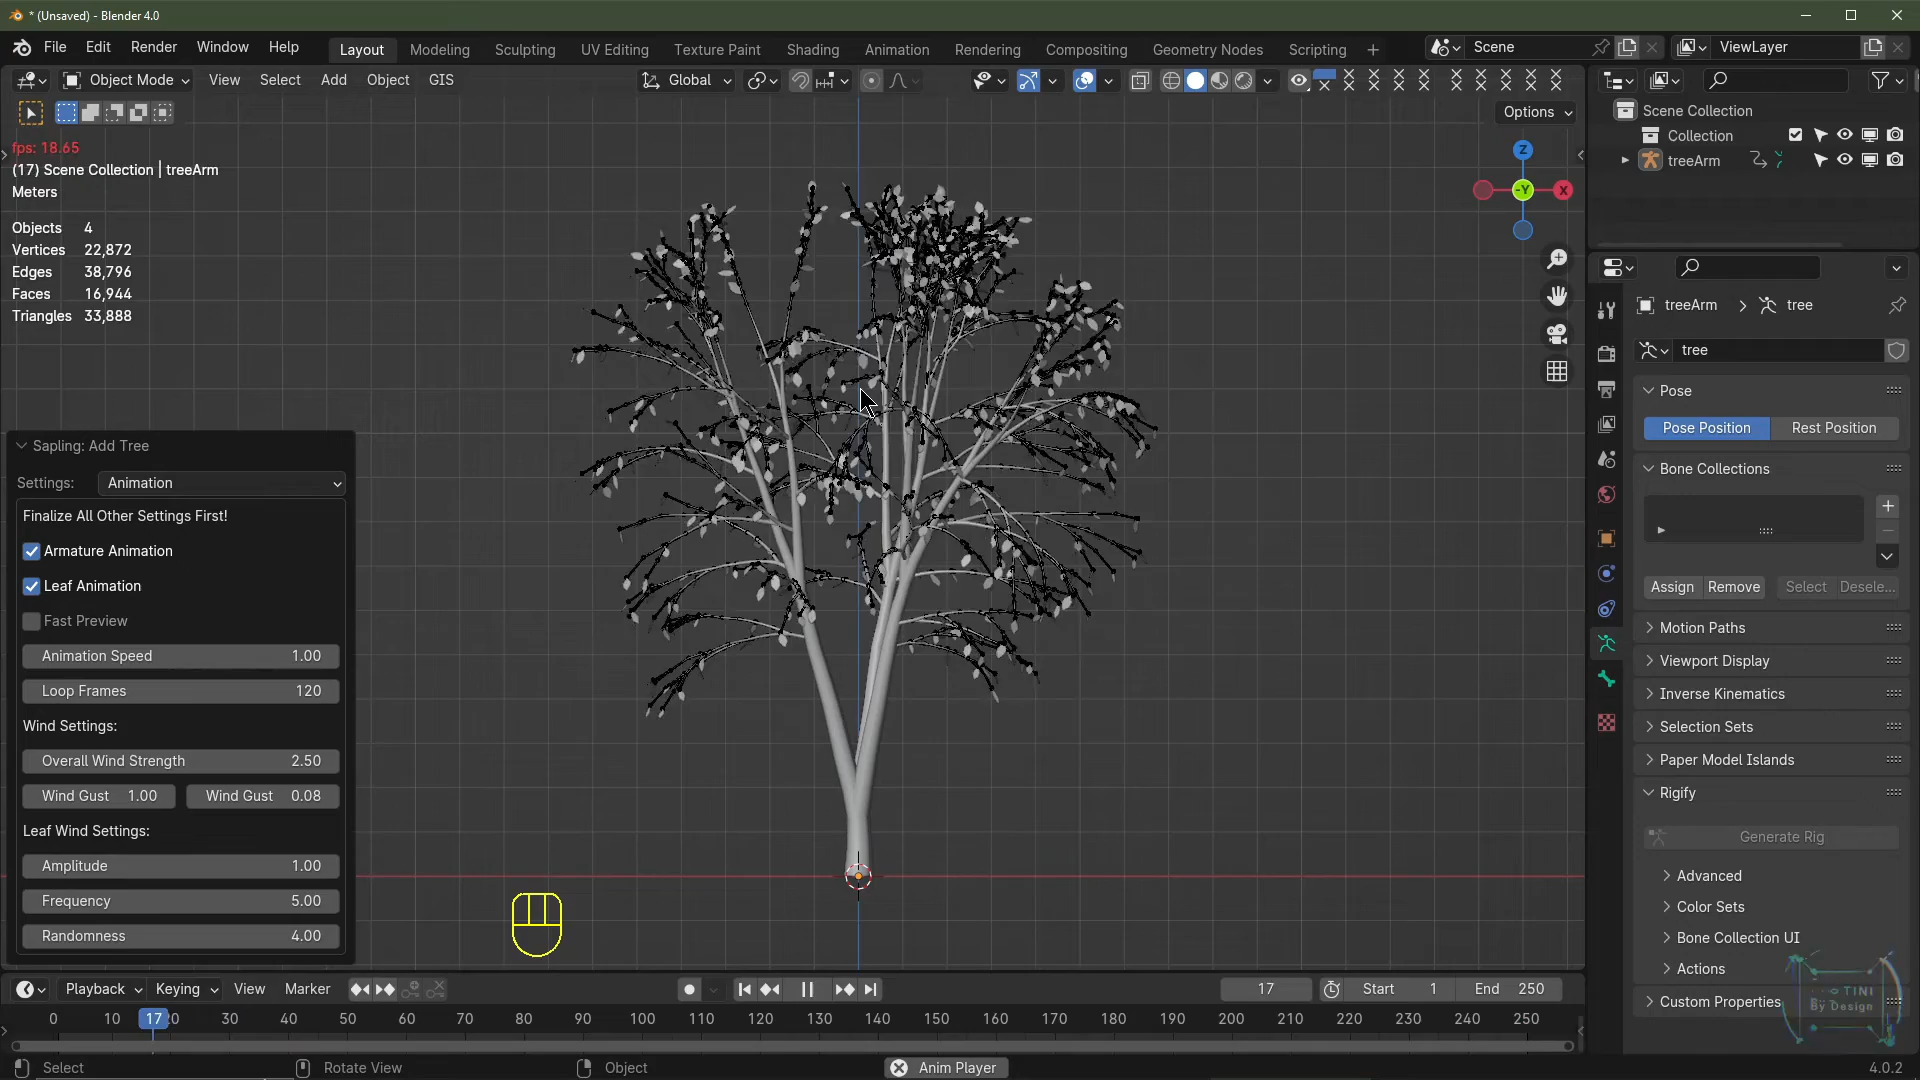 * (Unsaved) - Blender 4.0
File Edit Render Window Help
Layout Modeling Sculpting UV Editing Texture Paint Shading Animation Rendering Compositing Geometry Nodes Scripting +
Scene
ViewLayer
Object Mode View Select Add Object GIS
Global
Options
fps: 18.65
(17) Scene Collection | treeArm
Meters
Objects 4
Vertices 22,872
Edges 38,796
Faces 16,944
Triangles 33,888
Z
-Y
X
Scene Collection
Collection
treeArm
treeArm > tree
tree
Pose
Pose Position Rest Position
Bone Collections
Assign Remove Select Desele...
Motion Paths
Viewport Display
Inverse Kinematics
Selection Sets
Paper Model Islands
Rigify
Generate Rig
Advanced
Color Sets
Bone Collection UI
Actions
Custom Properties
TINI
By Design
Sapling: Add Tree
Settings: Animation
Finalize All Other Settings First!
Armature Animation
Leaf Animation
Fast Preview
Animation Speed 1.00
Loop Frames 120
Wind Settings:
Overall Wind Strength 2.50
Wind Gust 1.00 Wind Gust 0.08
Leaf Wind Settings:
Amplitude 1.00
Frequency 5.00
Randomness 4.00
Playback Keying View Marker
17 Start 1 End 250
0 10 17 20 30 40 50 60 70 80 90 100 110 120 130 140 150 160 170 180 190 200 210 220 230 240 250
Select Rotate View Object Anim Player 4.0.2